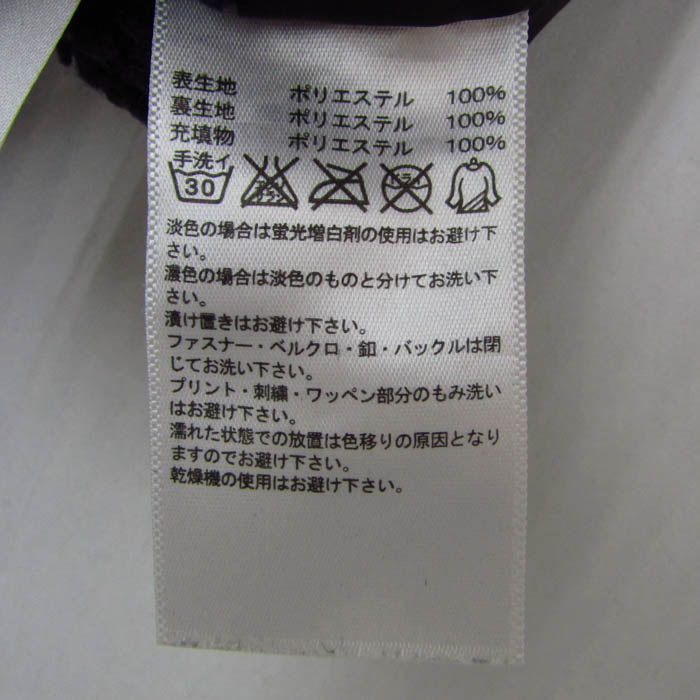 表生地 ポリエステル 100%
裏生地 ポリエステル 100%
充填物 ポリエステル 100%
手洗イ
30
淡色の場合は蛍光増白剤の使用はお避け下
さい。
濃色の場合は淡色のものと分けてお洗い下
さい。
漬け置きはお避け下さい。
ファスナー・ベルクロ・釦・バックルは閉
じてお洗い下さい。
プリント・刺繍・ワッペン部分のもみ洗い
はお避け下さい。
濡れた状態での放置は色移りの原因となり
ますのでお避け下さい。
乾燥機の使用はお避け下さい。